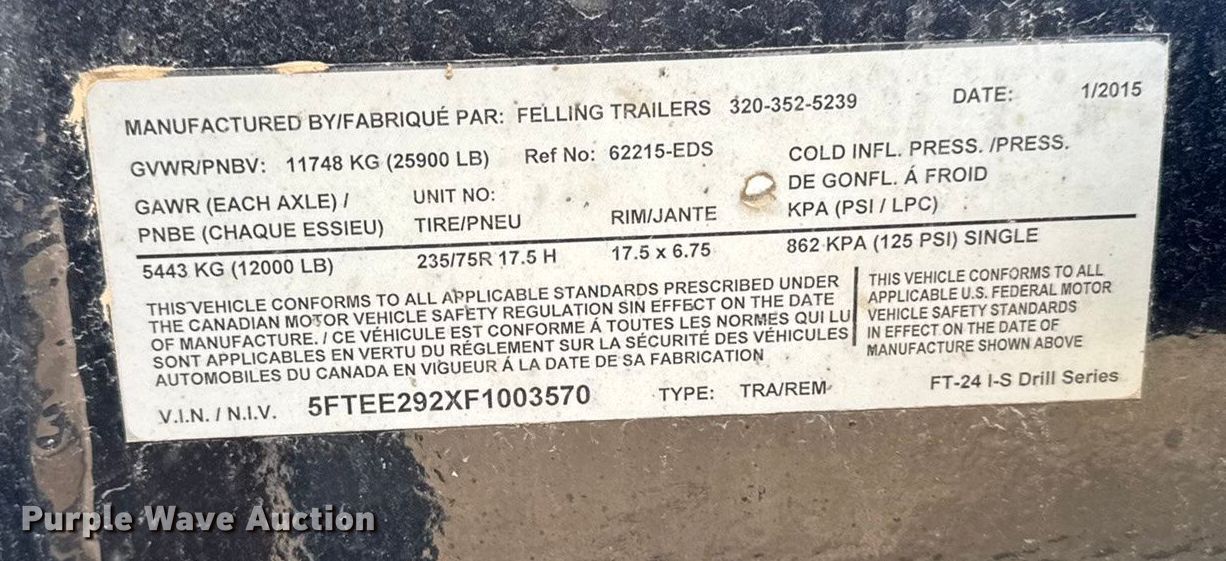 MANUFACTURED BY/FABRIQUÉ PAR: FELLING TRAILERS 320-352-5239 DATE: 1/2015
GVWR/PNBV: 11748 KG (25900 LB) Ref No: 62215-EDS
COLD INFL. PRESS. /PRESS.
DE GONFL. Á FROID
KPA (PSI / LPC)
GAWR (EACH AXLE) / UNIT NO:
PNBE (CHAQUE ESSIEU) TIRE/PNEU RIM/JANTE
5443 KG (12000 LB) 235/75R 17.5 H 17.5 x 6.75 862 KPA (125 PSI) SINGLE
THIS VEHICLE CONFORMS TO ALL APPLICABLE STANDARDS PRESCRIBED UNDER
THE CANADIAN MOTOR VEHICLE SAFETY REGULATION SIN EFFECT ON THE DATE
OF MANUFACTURE. / CE VÉHICULE EST CONFORME Á TOUTES LES NORMES QUI LU
SONT APPLICABLES EN VERTU DU RÉGLEMENT SUR LA SÉCURITÉ DES VÉHICULES
AUTOMOBILES DU CANADA EN VIGUEUR Á LA DATE DE SA FABRICATION
THIS VEHICLE CONFORMS TO ALL
APPLICABLE U.S. FEDERAL MOTOR
VEHICLE SAFETY STANDARDS
IN EFFECT ON THE DATE OF
MANUFACTURE SHOWN ABOVE
V.I.N. / N.I.V. 5FTEE292XF1003570 TYPE: TRA/REM FT-24 I-S Drill Series
Purple Wave Auction